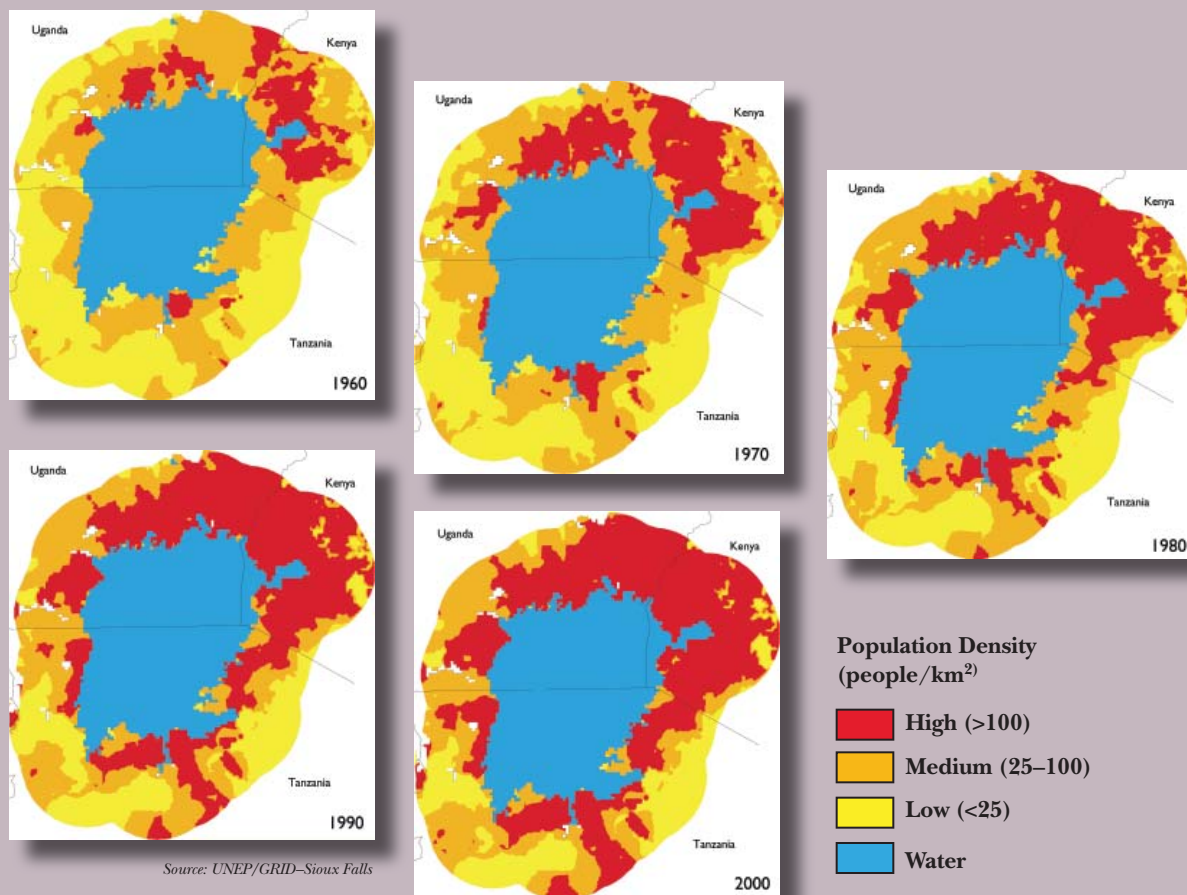 Uganda
Kenya
Tanzania
1960
Uganda
Kenya
Tanzania
1970
Uganda
Kenya
Tanzania
1980
Uganda
Kenya
Tanzania
1990
Source: UNEP/GRID–Sioux Falls
Uganda
Kenya
Tanzania
2000
Population Density
(people/km²)
High (>100)
Medium (25–100)
Low (<25)
Water